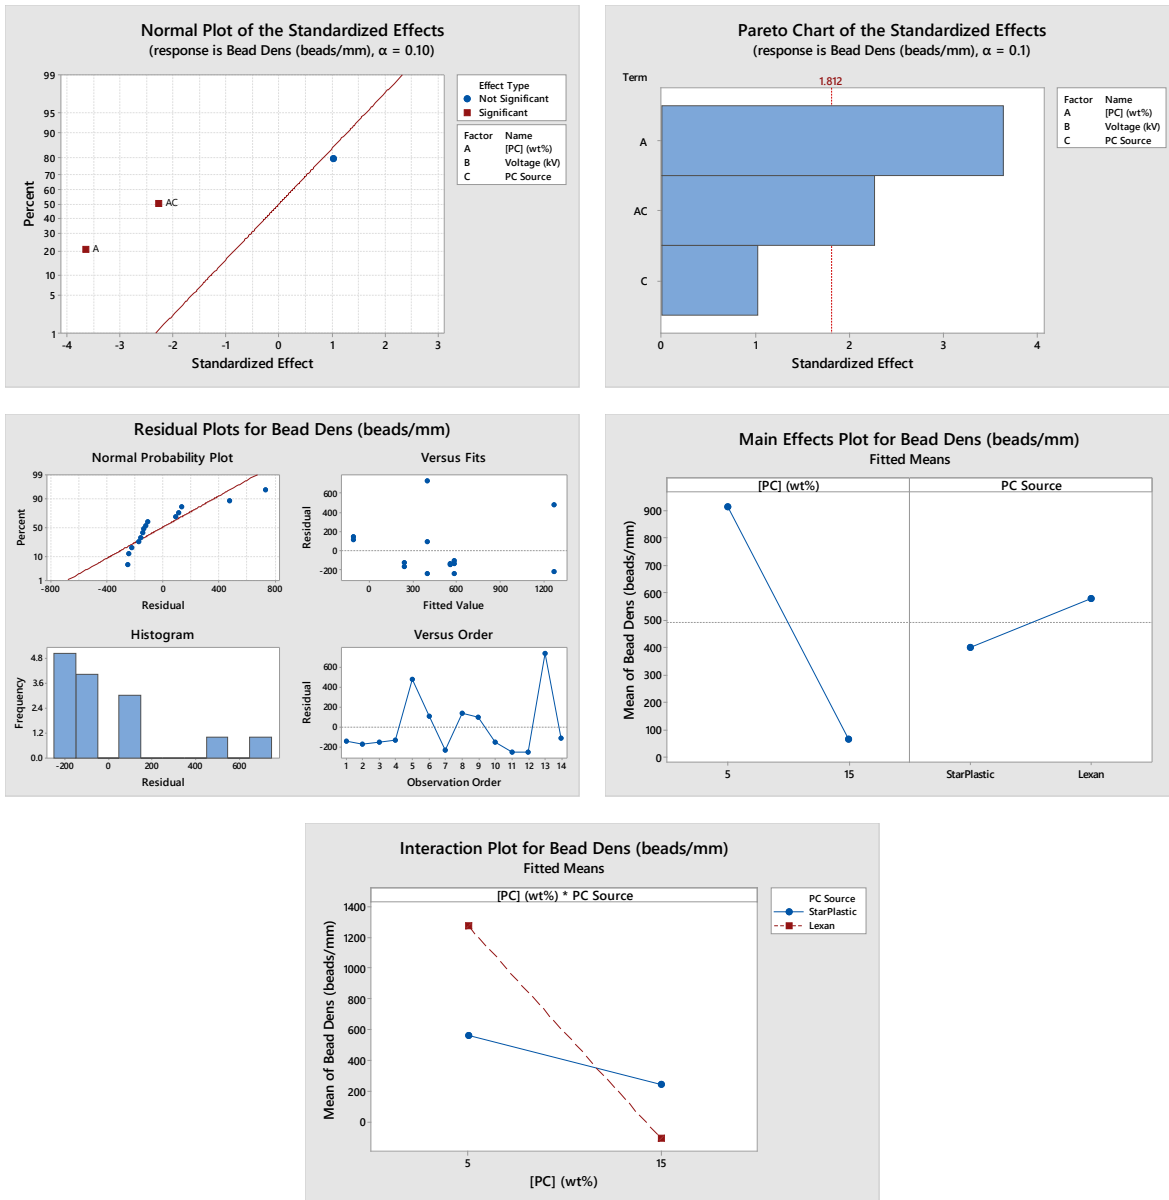 Normal Plot of the Standardized Effects
(response is Bead Dens (beads/mm), α = 0.10)
Percent
99
95
90
80
70
60
50
40
30
20
10
5
1
AC
A
-4 -3 -2 -1 0 1 2 3
Standardized Effect
Effect Type
Not Significant
Significant
Factor Name
A [PC] (wt%)
B Voltage (kV)
C PC Source
Pareto Chart of the Standardized Effects
(response is Bead Dens (beads/mm), α = 0.1)
Term
1.812
A
AC
C
0 1 2 3 4
Standardized Effect
Factor Name
A [PC] (wt%)
B Voltage (kV)
C PC Source
Residual Plots for Bead Dens (beads/mm)
Normal Probability Plot
Percent
99
90
50
10
1
-800 -400 0 400 800
Residual
Versus Fits
Residual
600
400
200
0
-200
0 300 600 900 1200
Fitted Value
Histogram
Frequency
4.8
3.6
2.4
1.2
0.0
-200 0 200 400 600
Residual
Versus Order
Residual
600
400
200
0
-200
1 2 3 4 5 6 7 8 9 10 11 12 13 14
Observation Order
Main Effects Plot for Bead Dens (beads/mm)
Fitted Means
[PC] (wt%) PC Source
Mean of Bead Dens (beads/mm)
900
800
700
600
500
400
300
200
100
0
5 15 StarPlastic Lexan
Interaction Plot for Bead Dens (beads/mm)
Fitted Means
[PC] (wt%) * PC Source
Mean of Bead Dens (beads/mm)
1400
1200
1000
800
600
400
200
0
5 15
[PC] (wt%)
PC Source
StarPlastic
Lexan